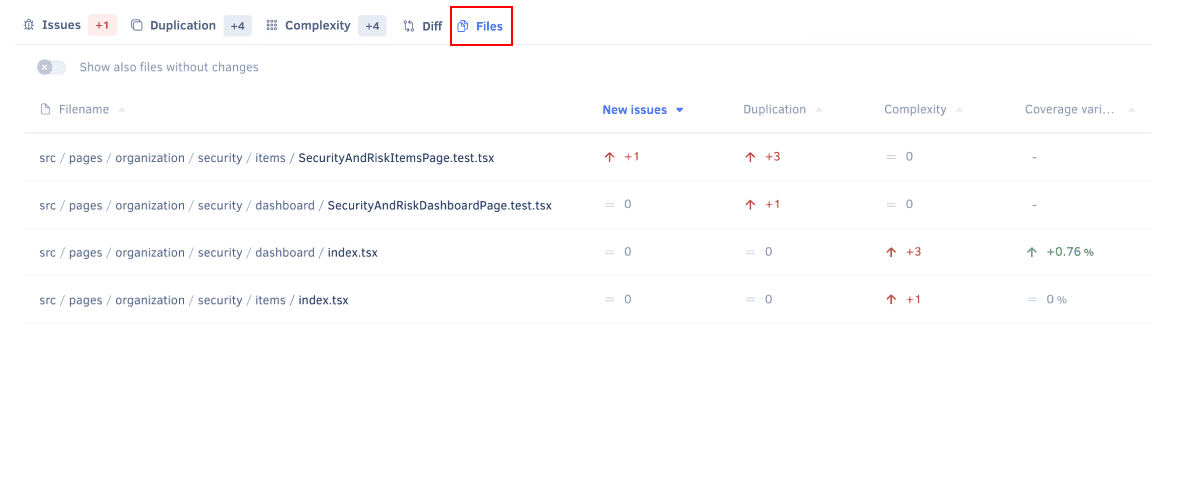 Issues +1 Duplication +4 Complexity +4 Diff Files
Show also files without changes
Filename New issues Duplication Complexity Coverage vari...
src / pages / organization / security / items / SecurityAndRiskItemsPage.test.tsx +1 +3 = 0 -
src / pages / organization / security / dashboard / SecurityAndRiskDashboardPage.test.tsx = 0 +1 = 0 -
src / pages / organization / security / dashboard / index.tsx = 0 = 0 +3 +0.76 %
src / pages / organization / security / items / index.tsx = 0 = 0 +1 = 0 %